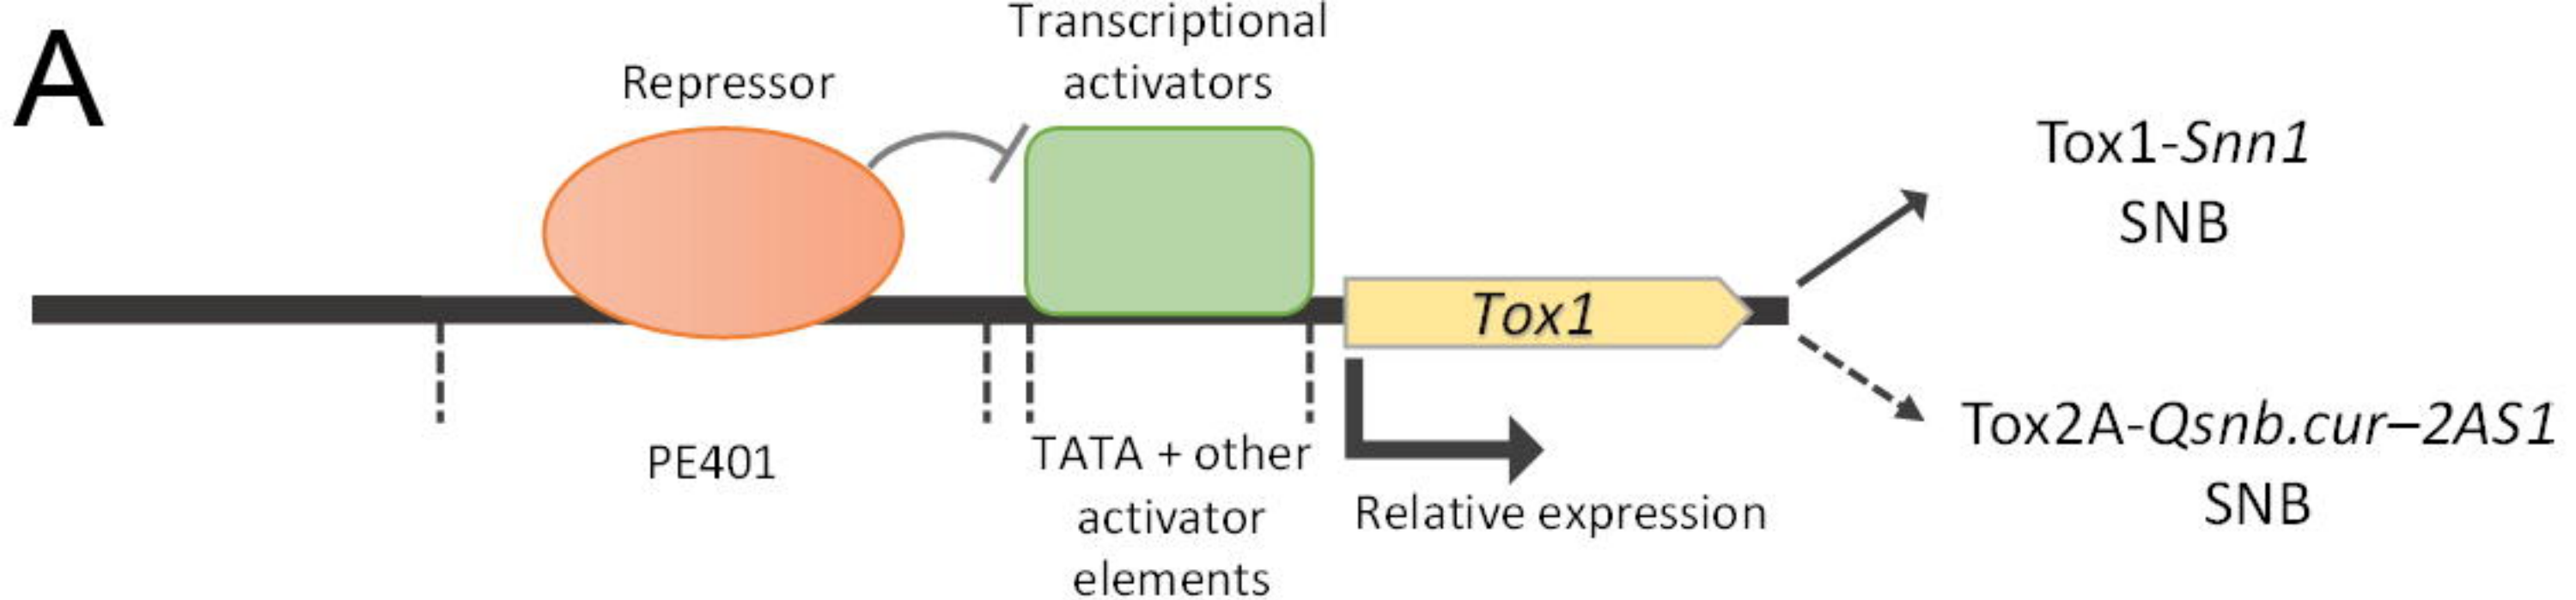 A
Repressor
Transcriptional
activators
Tox1
PE401
TATA + other
activator
elements
Relative expression
Tox1-Snn1
SNB
Tox2A-Qsnb.cur–2AS1
SNB